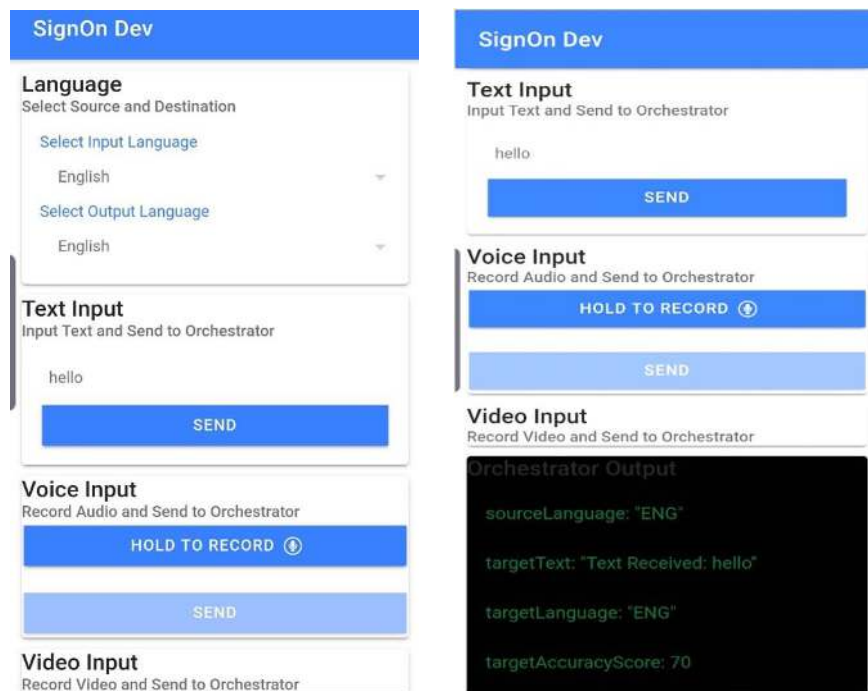 SignOn Dev
Language
Select Source and Destination
Select Input Language
English
Select Output Language
English
Text Input
Input Text and Send to Orchestrator
hello
SEND
Voice Input
Record Audio and Send to Orchestrator
HOLD TO RECORD
SEND
Video Input
Record Video and Send to Orchestrator
SignOn Dev
Text Input
Input Text and Send to Orchestrator
hello
SEND
Voice Input
Record Audio and Send to Orchestrator
HOLD TO RECORD
SEND
Video Input
Record Video and Send to Orchestrator
Orchestrator Output
sourceLanguage: "ENG"
targetText: "Text Received: hello"
targetLanguage: "ENG"
targetAccuracyScore: 70